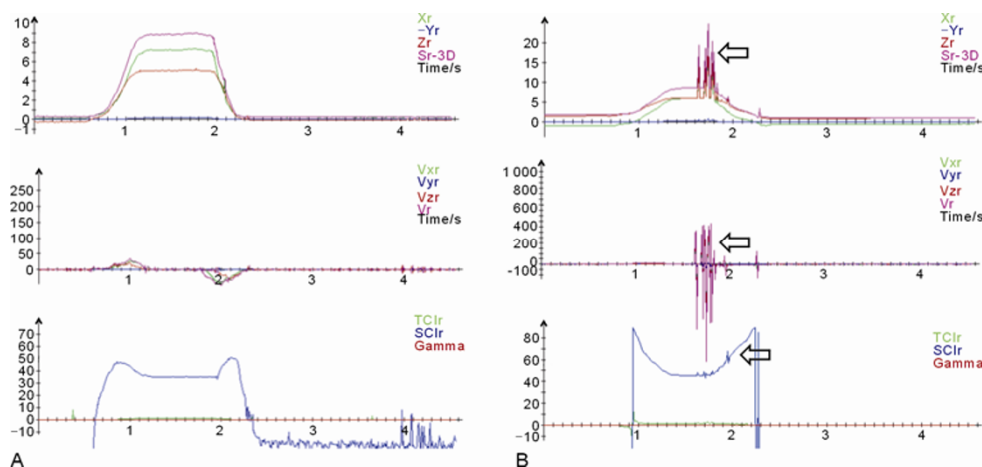 10
8
6
4
2
0
−1
1 2 3 4
Xr
−Yr
Zr
Sr-3D
Time/s
250
200
150
100
50
0
1 2 3 4
Vxr
Vyr
Vzr
Vr
Time/s
70
60
50
40
30
20
10
0
−10
1 2 3 4
TClr
SClr
Gamma
A
20
15
10
5
0
1 2 3 4
Xr
−Yr
Zr
Sr-3D
Time/s
1 000
800
600
400
200
0
−100
1 2 3 4
Vxr
Vyr
Vzr
Vr
Time/s
80
60
40
20
0
−10
1 2 3 4
TClr
SClr
Gamma
B